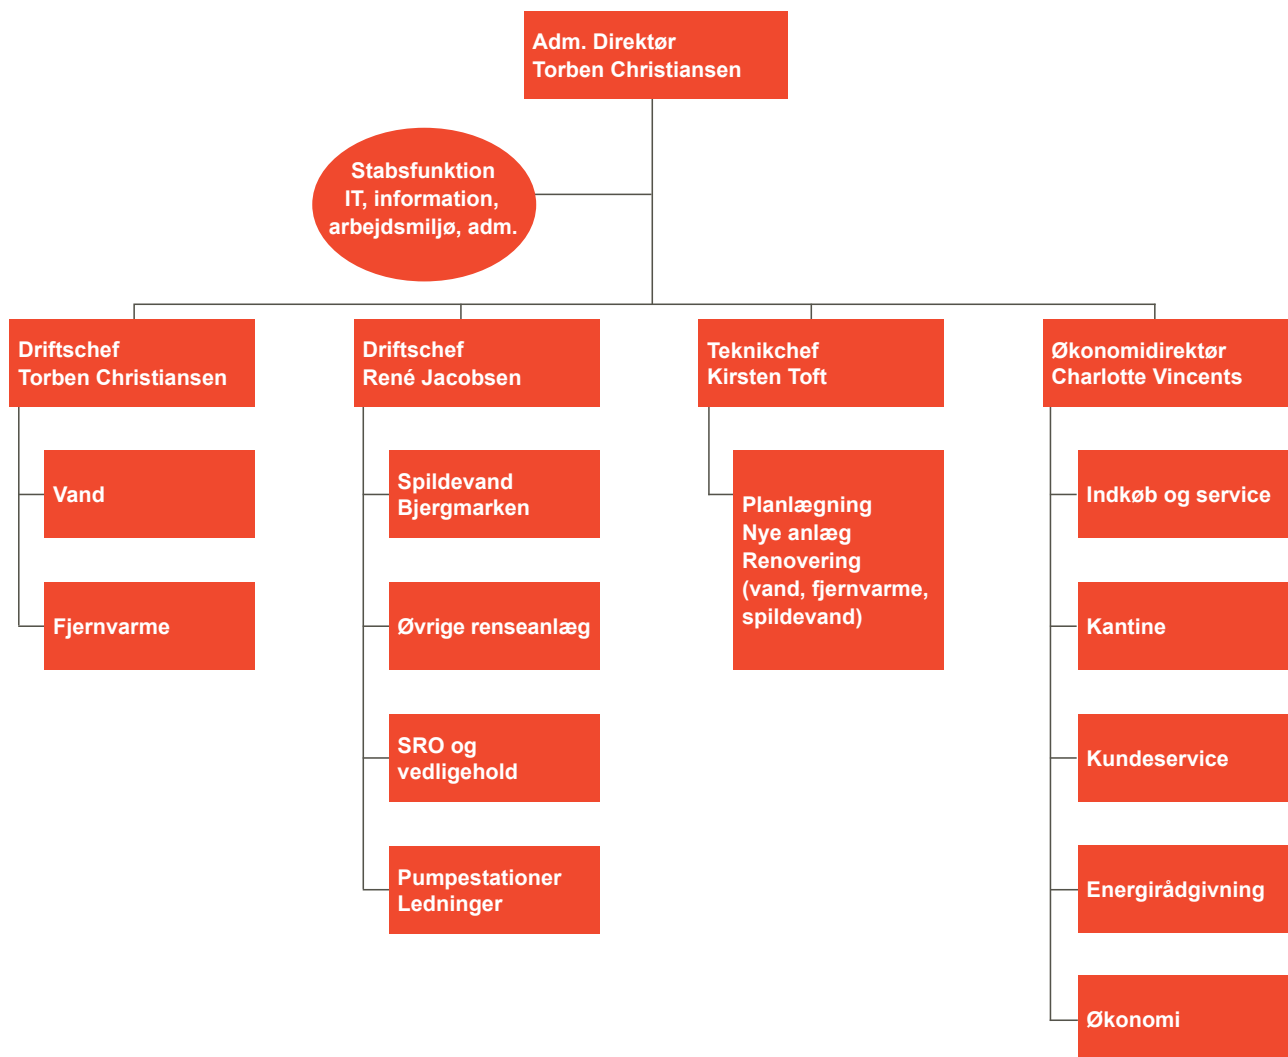 Adm. Direktør
Torben Christiansen
Stabsfunktion
IT, information,
arbejdsmiljø, adm.
Driftschef
Torben Christiansen
Vand
Fjernvarme
Driftschef
René Jacobsen
Spildevand
Bjergmarken
Øvrige renseanlæg
SRO og
vedligehold
Pumpestationer
Ledninger
Teknikchef
Kirsten Toft
Planlægning
Nye anlæg
Renovering
(vand, fjernvarme,
spildevand)
Økonomidirektør
Charlotte Vincents
Indkøb og service
Kantine
Kundeservice
Energirådgivning
Økonomi